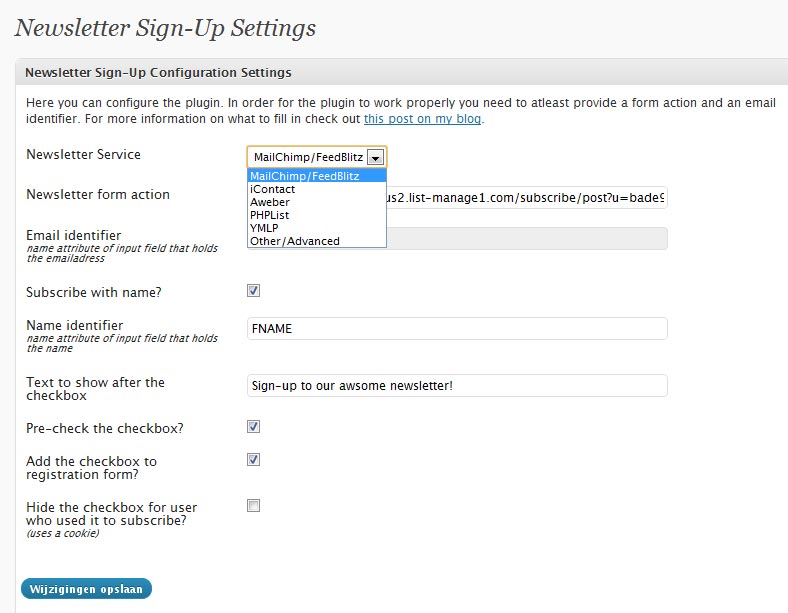 Newsletter Sign-Up Settings
Newsletter Sign-Up Configuration Settings
Here you can configure the plugin. In order for the plugin to work properly you need to atleast provide a form action and an email
identifier. For more information on what to fill in check out this post on my blog.
Newsletter Service
MailChimp/FeedBlitz
MailChimp/FeedBlitz
iContact
Aweber
PHPList
YMLP
Other/Advanced
Newsletter form action
us2.list-manage1.com/subscribe/post?u=bade9
Email identifier
name attribute of input field that holds
the emailadress
Subscribe with name?
Name identifier
name attribute of input field that holds
the name
FNAME
Text to show after the
checkbox
Sign-up to our awsome newsletter!
Pre-check the checkbox?
Add the checkbox to
registration form?
Hide the checkbox for user
who used it to subscribe?
(uses a cookie)
Wijzigingen opslaan